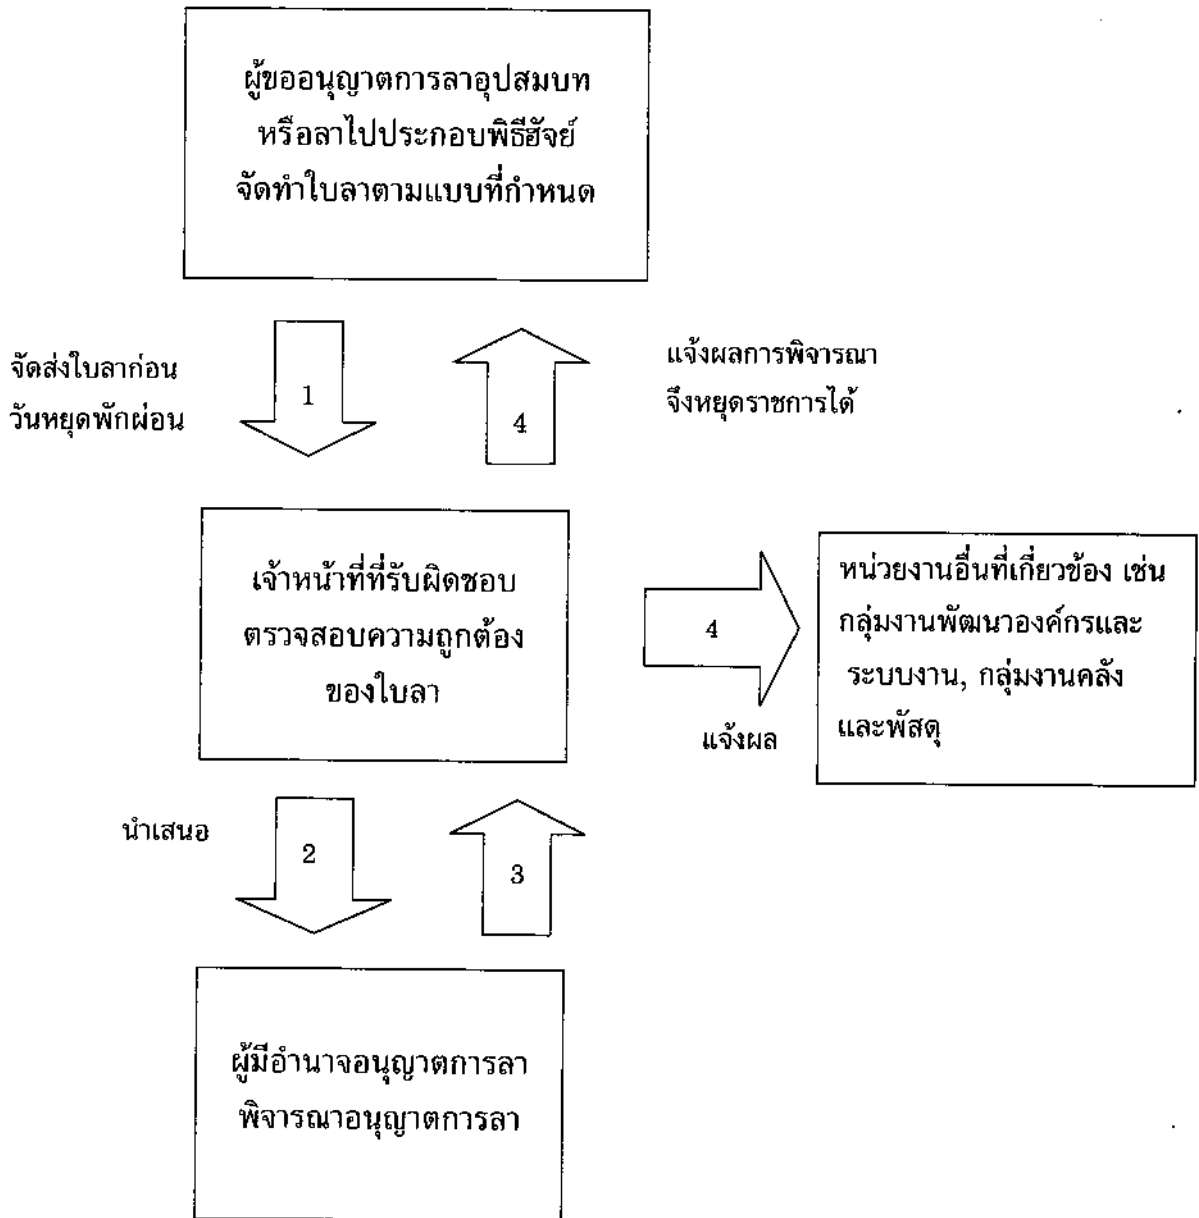 ผู้ขออนุญาตการลาอุปสมบท
หรือลาไปประกอบพิธีฮัจย์
จัดทำใบลาตามแบบที่กำหนด
จัดส่งใบลาก่อน
วันหยุดพักผ่อน
1
4
แจ้งผลการพิจารณา
จึงหยุดราชการได้
เจ้าหน้าที่ที่รับผิดชอบ
ตรวจสอบความถูกต้อง
ของใบลา
4
แจ้งผล
หน่วยงานอื่นที่เกี่ยวข้อง เช่น
กลุ่มงานพัฒนาองค์กรและ
ระบบงาน, กลุ่มงานคลัง
และพัสดุ
นำเสนอ
2
3
ผู้มีอำนาจอนุญาตการลา
พิจารณาอนุญาตการลา